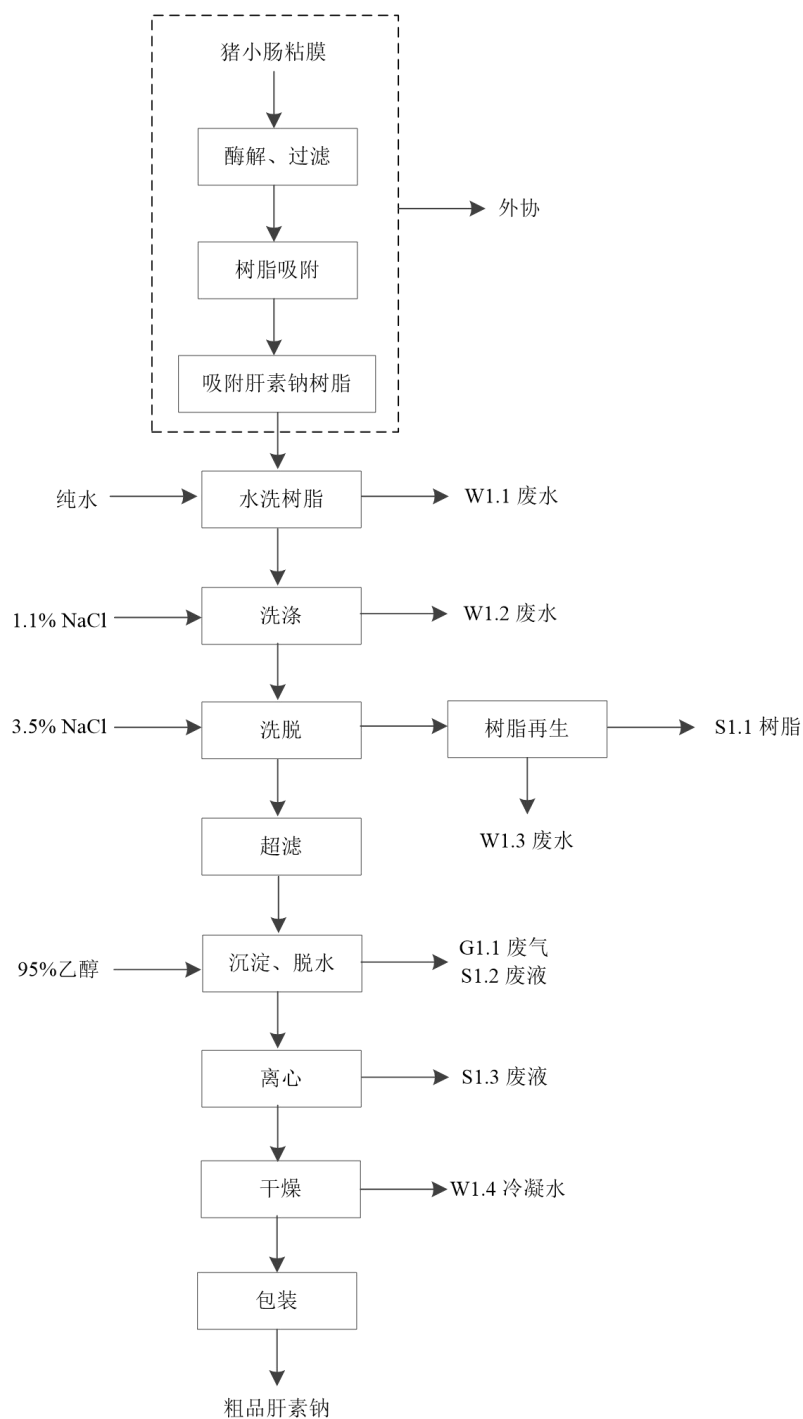 猪小肠粘膜
酶解、过滤
外协
树脂吸附
吸附肝素钠树脂
纯水
水洗树脂
W1.1 废水
1.1% NaCl
洗涤
W1.2 废水
3.5% NaCl
洗脱
树脂再生
S1.1 树脂
W1.3 废水
超滤
95%乙醇
沉淀、脱水
G1.1 废气
S1.2 废液
离心
S1.3 废液
干燥
W1.4 冷凝水
包装
粗品肝素钠